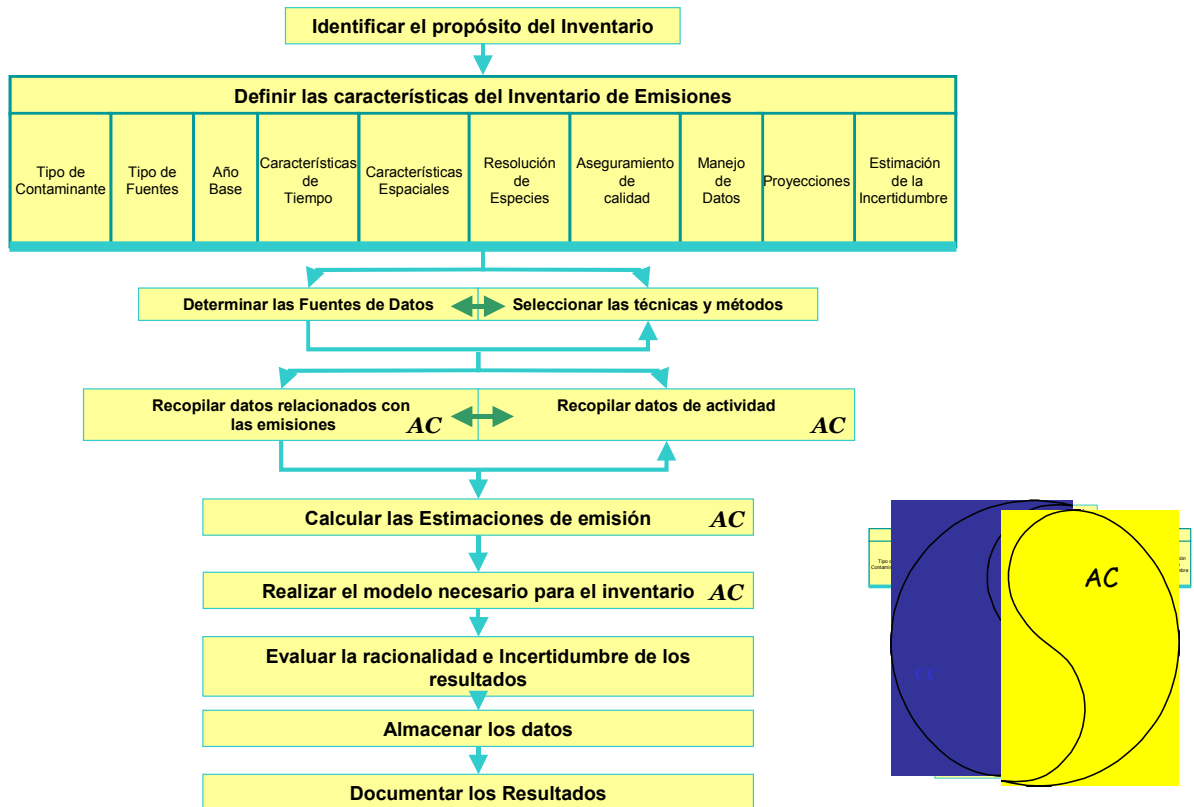 Identificar el propósito del Inventario
Definir las características del Inventario de Emisiones
Tipo de
Contaminante
Tipo de
Fuentes
Año
Base
Características
de
Tiempo
Características
Espaciales
Resolución
de
Especies
Aseguramiento
de
calidad
Manejo
de
Datos
Proyecciones
Estimación
de la
Incertidumbre
Determinar las Fuentes de Datos
Seleccionar las técnicas y métodos
Recopilar datos relacionados con
las emisiones
AC
Recopilar datos de actividad
AC
Calcular las Estimaciones de emisión
AC
Realizar el modelo necesario para el inventario
AC
Evaluar la racionalidad e Incertidumbre de los
resultados
Almacenar los datos
Documentar los Resultados
AC
CC